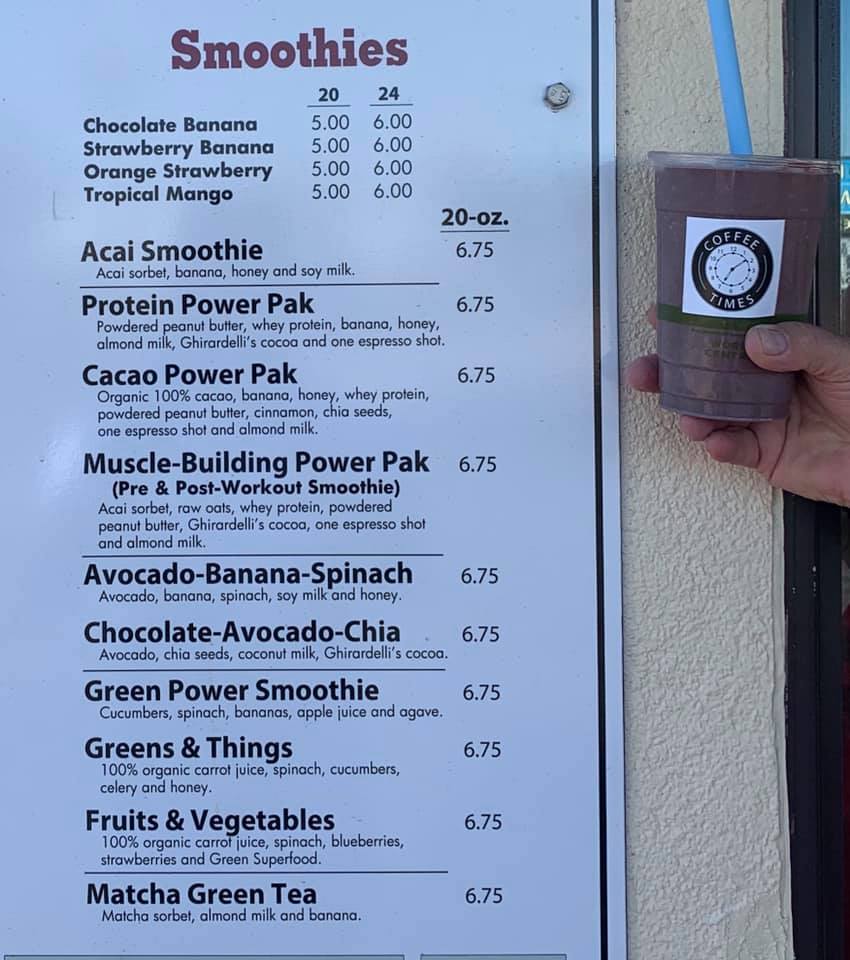 Smoothies
20 24
Chocolate Banana 5.00 6.00
Strawberry Banana 5.00 6.00
Orange Strawberry 5.00 6.00
Tropical Mango 5.00 6.00
20-oz.
Acai Smoothie 6.75
Acai sorbet, banana, honey and soy milk.
Protein Power Pak 6.75
Powdered peanut butter, whey protein, banana, honey,
almond milk, Ghirardelli's cocoa and one espresso shot.
Cacao Power Pak 6.75
Organic 100% cacao, banana, honey, whey protein,
powdered peanut butter, cinnamon, chia seeds,
one espresso shot and almond milk.
Muscle-Building Power Pak 6.75
(Pre & Post-Workout Smoothie)
Acai sorbet, raw oats, whey protein, powdered
peanut butter, Ghirardelli's cocoa, one espresso shot
and almond milk.
Avocado-Banana-Spinach 6.75
Avocado, banana, spinach, soy milk and honey.
Chocolate-Avocado-Chia 6.75
Avocado, chia seeds, coconut milk, Ghirardelli's cocoa.
Green Power Smoothie 6.75
Cucumbers, spinach, bananas, apple juice and agave.
Greens & Things 6.75
100% organic carrot juice, spinach, cucumbers,
celery and honey.
Fruits & Vegetables 6.75
100% organic carrot juice, spinach, blueberries,
strawberries and Green Superfood.
Matcha Green Tea 6.75
Matcha sorbet, almond milk and banana.
COFFEE
TIMES